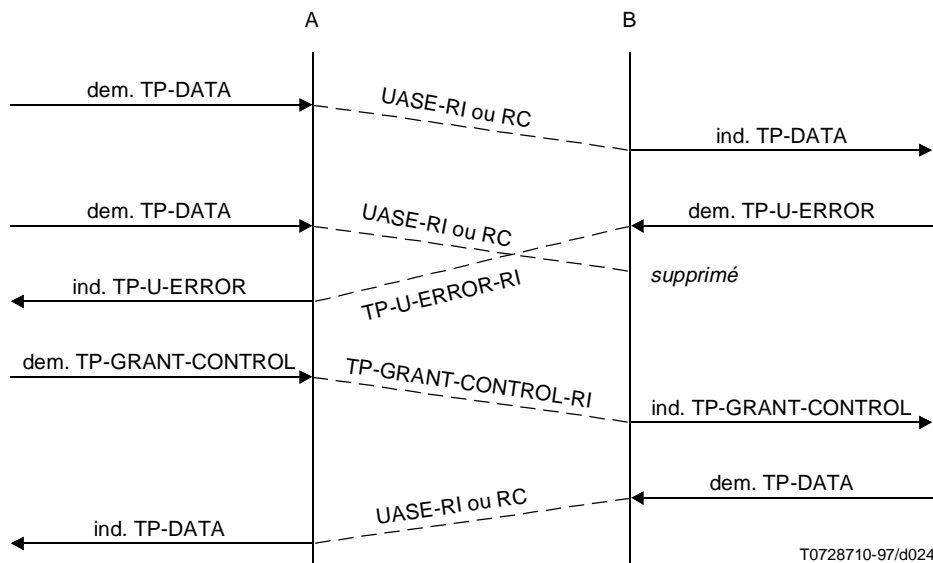 A
B
dem. TP-DATA
UASE-RI ou RC
ind. TP-DATA
dem. TP-DATA
UASE-RI ou RC
dem. TP-U-ERROR
ind. TP-U-ERROR
TP-U-ERROR-RI
supprimé
dem. TP-GRANT-CONTROL
TP-GRANT-CONTROL-RI
ind. TP-GRANT-CONTROL
dem. TP-DATA
UASE-RI ou RC
ind. TP-DATA
T0728710-97/d024